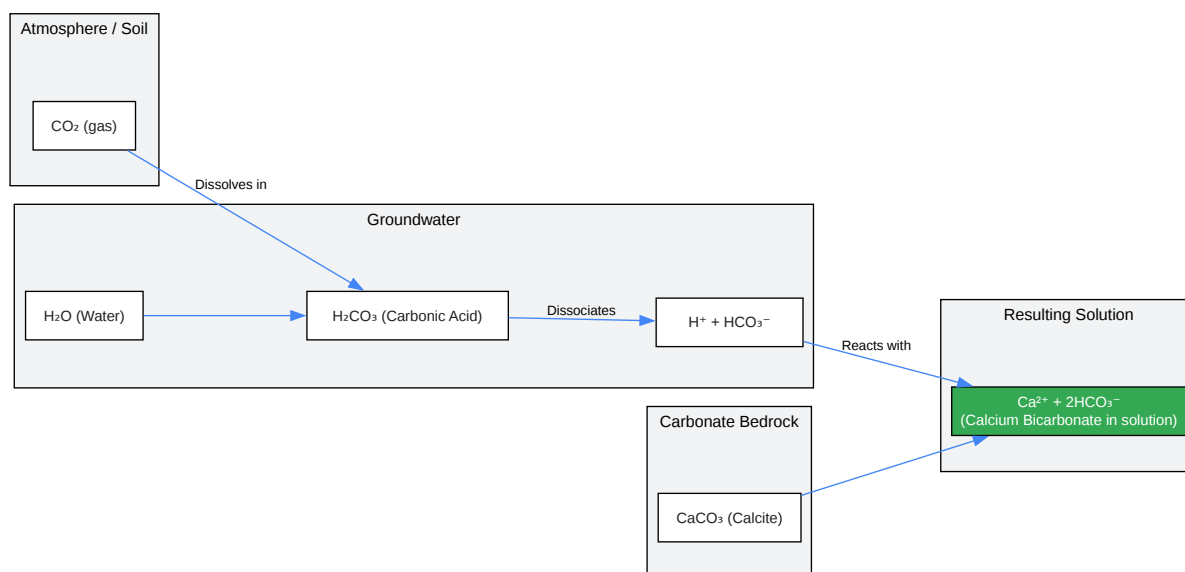 Atmosphere / Soil
CO₂ (gas)
Dissolves in
Groundwater
H₂O (Water)
H₂CO₃ (Carbonic Acid)
Dissociates
H⁺ + HCO₃⁻
Reacts with
Resulting Solution
Ca²⁺ + 2HCO₃⁻
(Calcium Bicarbonate in solution)
Carbonate Bedrock
CaCO₃ (Calcite)